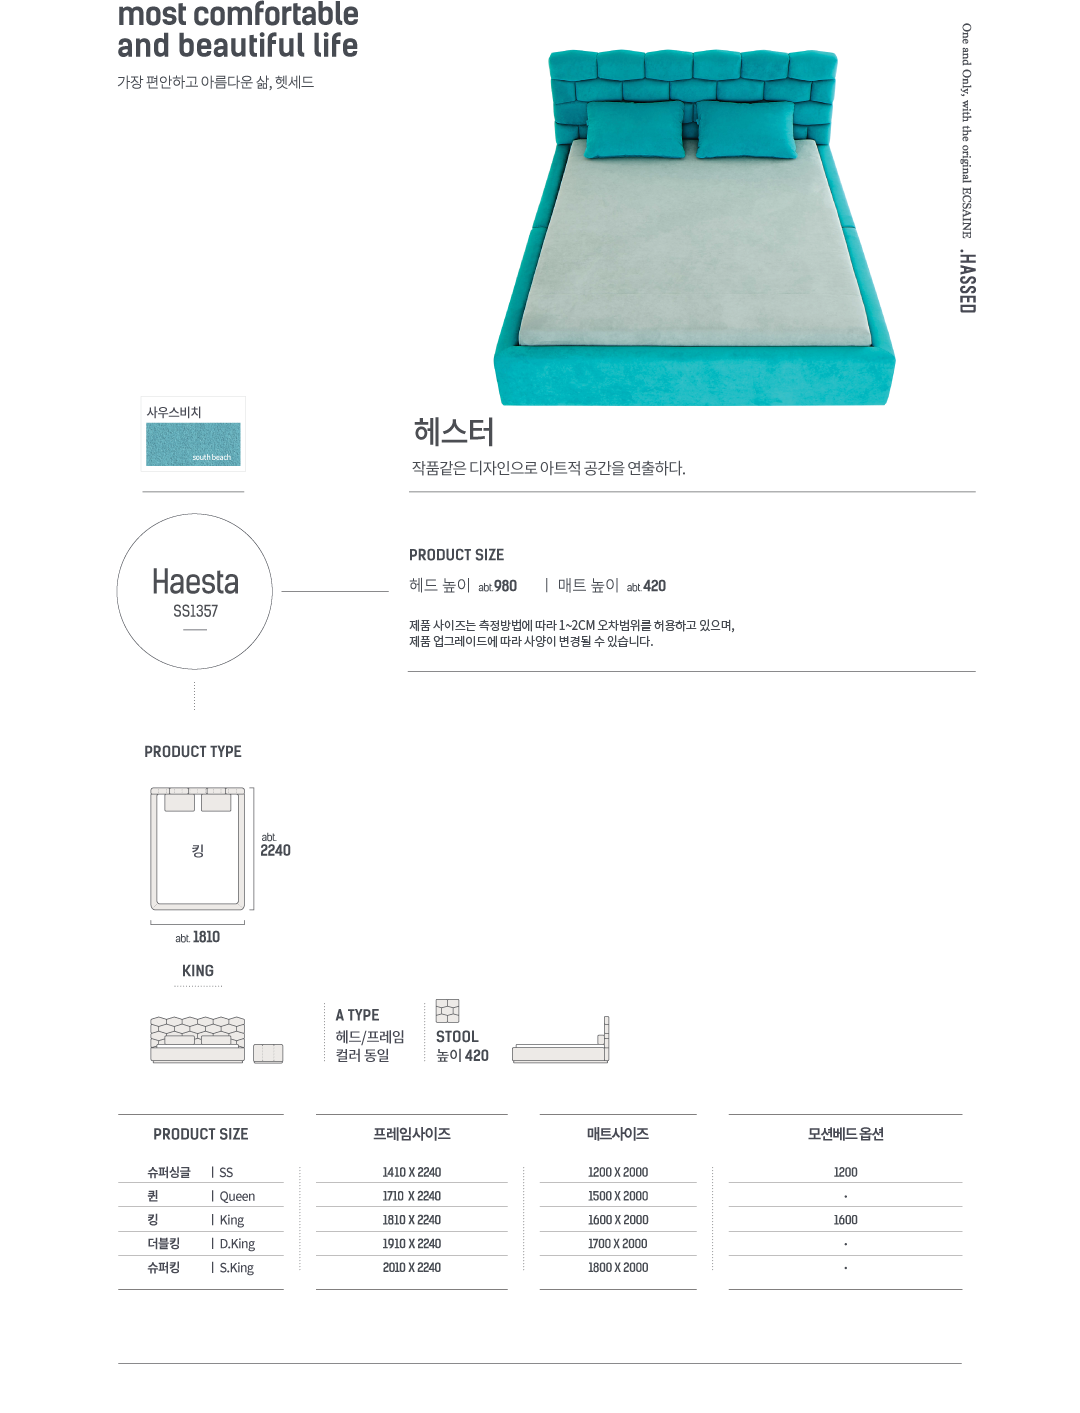 most comfortable
and beautiful life
가장 편안하고 아름다운 삶, 헷세드
One and Only, with the original ECSAINE .HASSED
사우스비치
south beach
헤스터
작품같은 디자인으로 아트적 공간을 연출하다.
Haesta
SS1357
PRODUCT SIZE
헤드 높이 abt.980 | 매트 높이 abt.420
제품 사이즈는 측정방법에 따라 1~2CM 오차범위를 허용하고 있으며,
제품 업그레이드에 따라 사양이 변경될 수 있습니다.
PRODUCT TYPE
킹
abt.
2240
abt. 1810
KING
A TYPE
헤드/프레임
컬러 동일
STOOL
높이 420
PRODUCT SIZE 프레임사이즈 매트사이즈 모션베드 옵션
슈퍼싱글 | SS 1410 X 2240 1200 X 2000 1200
퀸 | Queen 1710 X 2240 1500 X 2000 ·
킹 | King 1810 X 2240 1600 X 2000 1600
더블킹 | D.King 1910 X 2240 1700 X 2000 ·
슈퍼킹 | S.King 2010 X 2240 1800 X 2000 ·